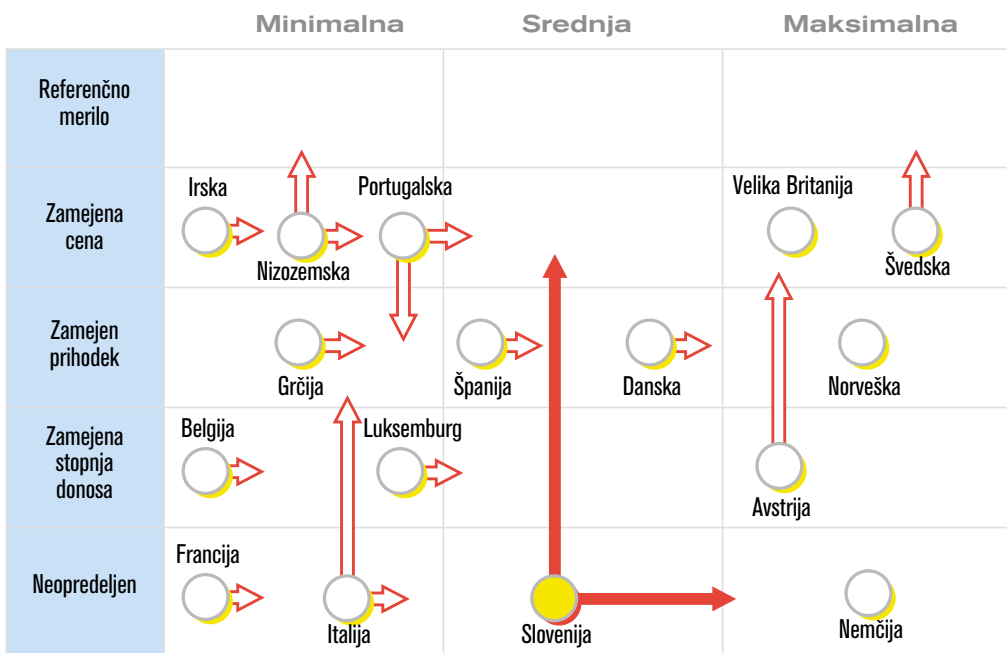 Minimalna Srednja Maksimalna
Referenčno
merilo
Zamejena
cena
Irska
Portugalska
Velika Britanija
Nizozemska
Švedska
Zamejen
prihodek
Grčija
Španija
Danska
Norveška
Zamejena
stopnja
donosa
Belgija
Luksemburg
Avstrija
Neopredeljen
Francija
Italija
Slovenija
Nemčija